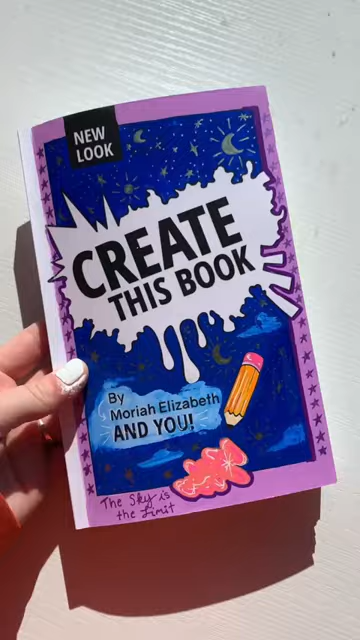 NEW
LOOK
CREATE
THIS BOOK
By
Moriah Elizabeth
AND YOU!
The Sky is
the Limit